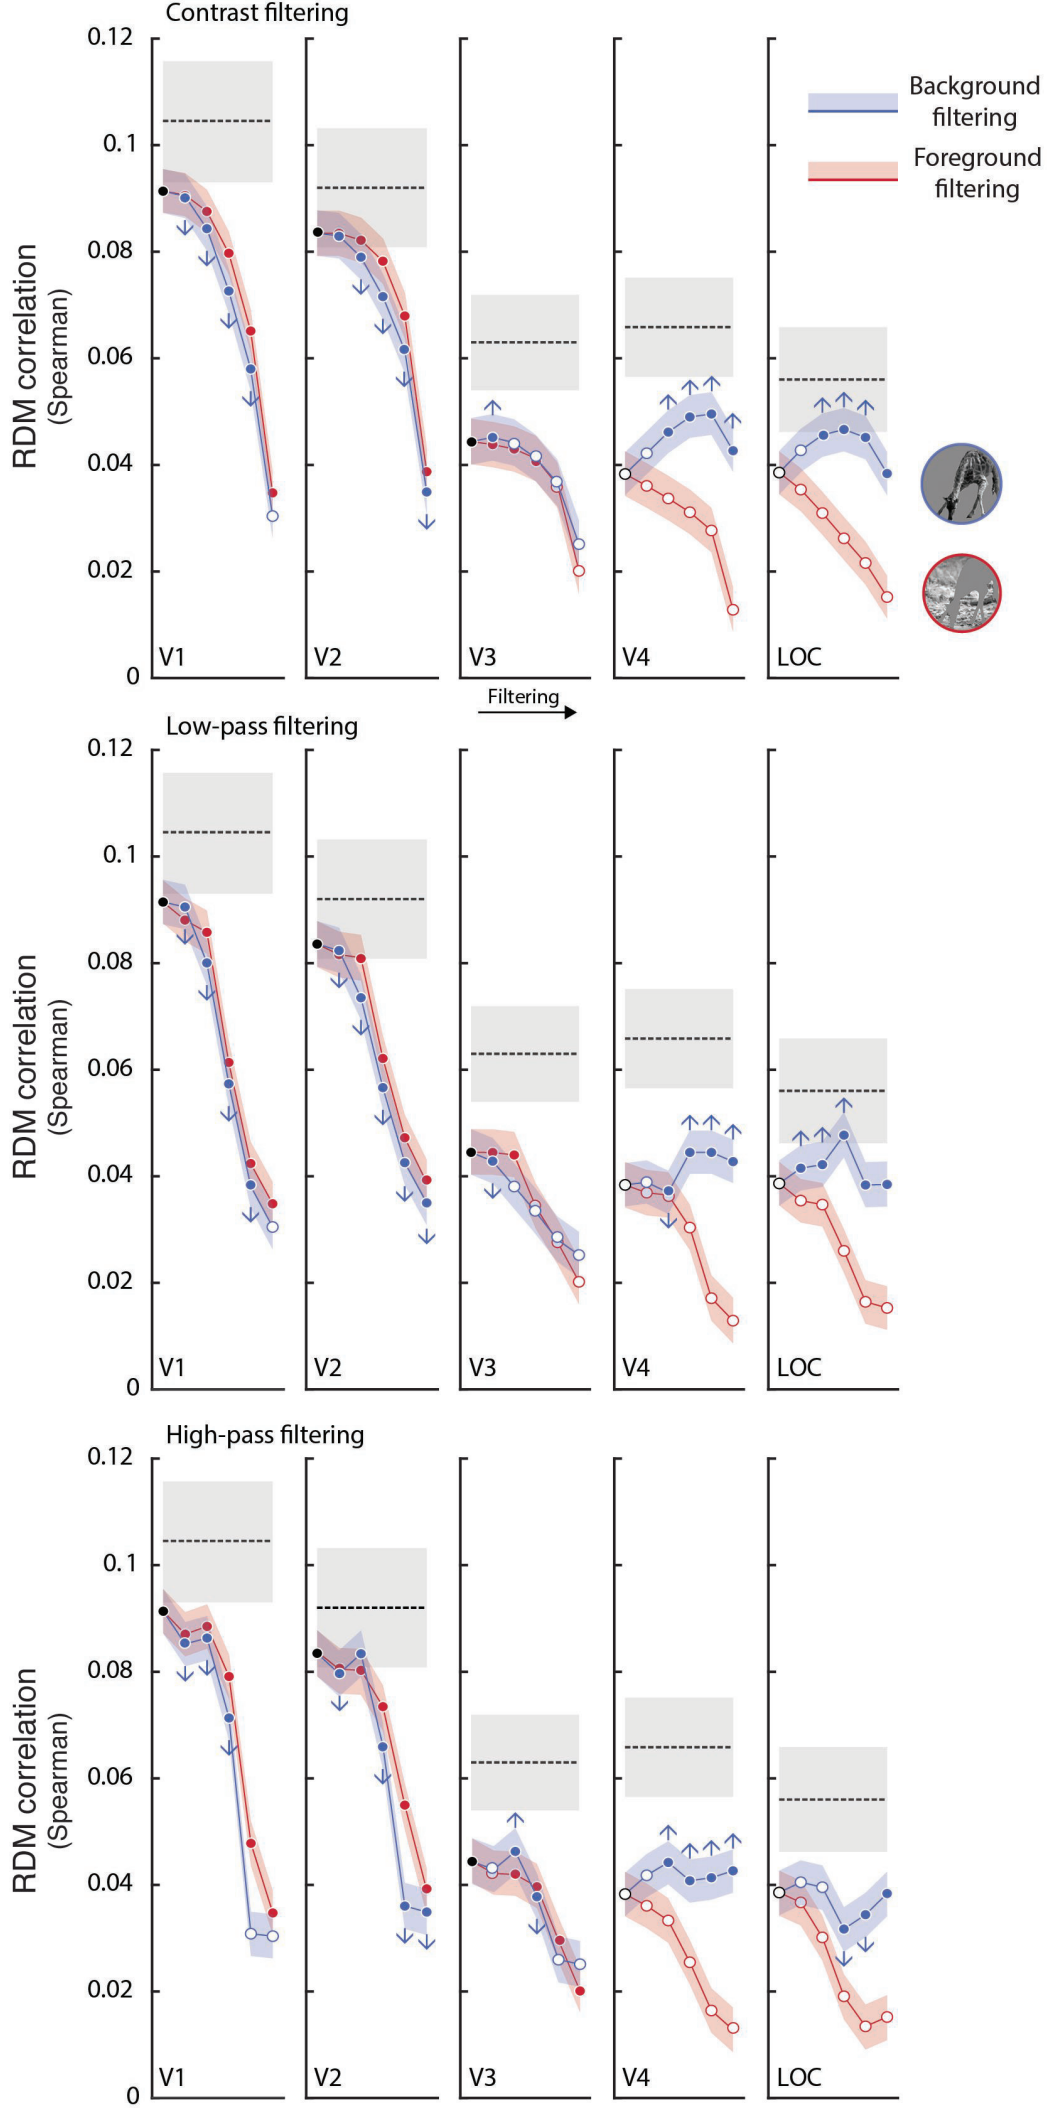 Contrast filtering
0.12
0.1
0.08
0.06
0.04
0.02
0
RDM correlation
(Spearman)
V1
V2
V3
V4
LOC
Background
filtering
Foreground
filtering
Filtering
Low-pass filtering
0.12
0.1
0.08
0.06
0.04
0.02
0
RDM correlation
(Spearman)
V1
V2
V3
V4
LOC
High-pass filtering
0.12
0.1
0.08
0.06
0.04
0.02
0
RDM correlation
(Spearman)
V1
V2
V3
V4
LOC